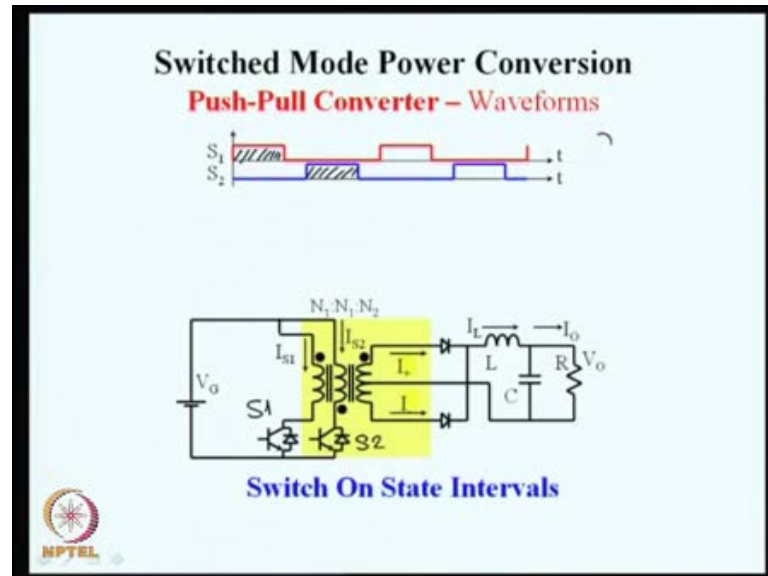 Switched Mode Power Conversion
Push-Pull Converter – Waveforms
S1 t
S2 t
N1:N1:N2
IS1 IS2 I+ IL IO
VG L R VO
I- C
S1 S2
Switch On State Intervals
NPTEL